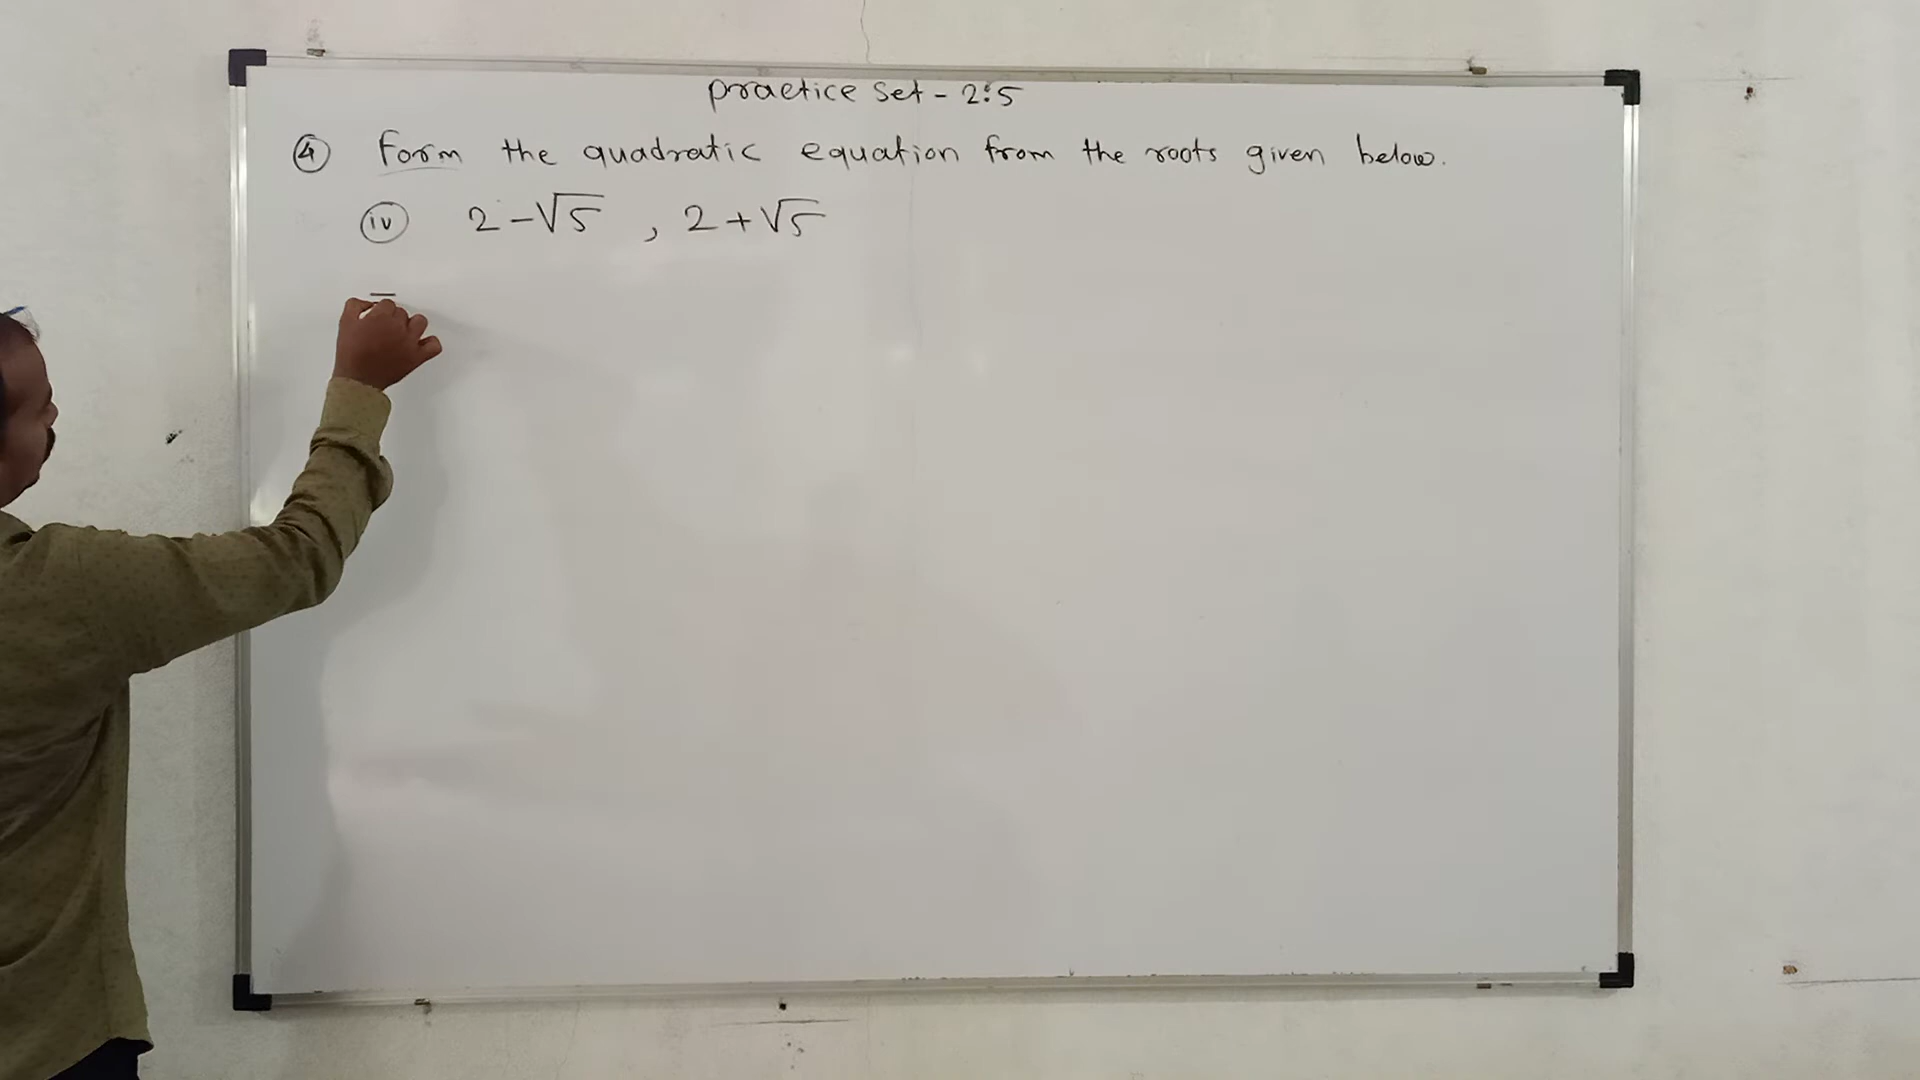 practice set - 2:5
④ Form the quadratic equation from the roots given below.
(iv) 2-√5 , 2+√5